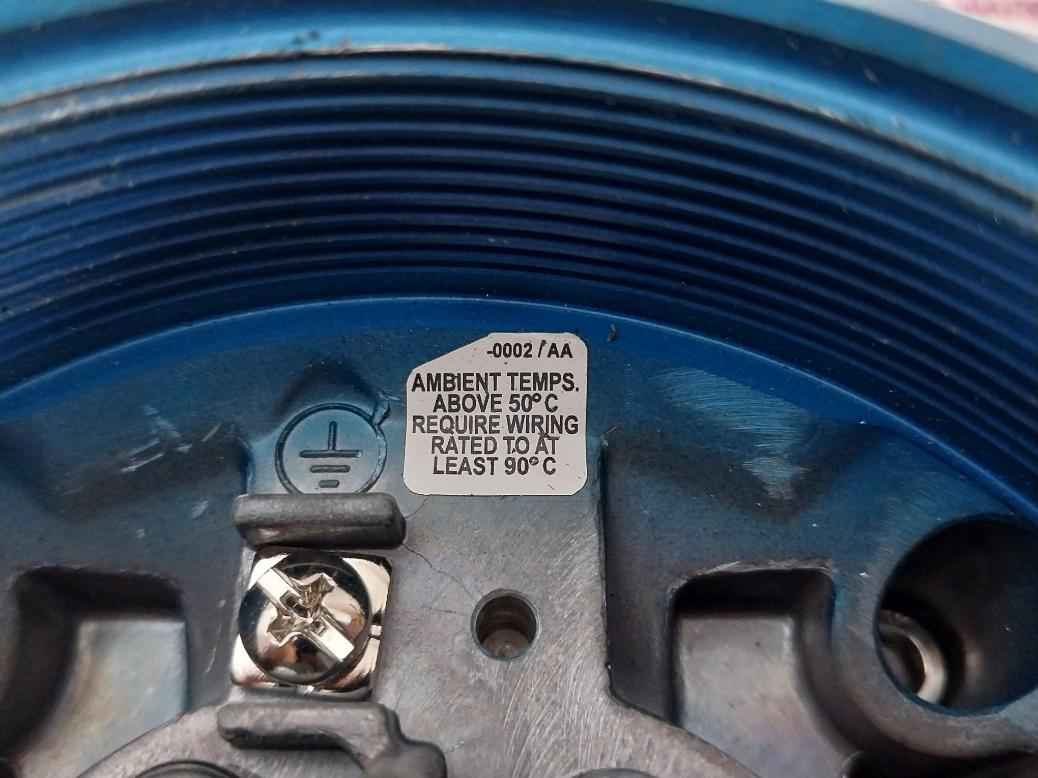 -0002 / AA
AMBIENT TEMPS.
ABOVE 50°C
REQUIRE WIRING
RATED TO AT
LEAST 90°C